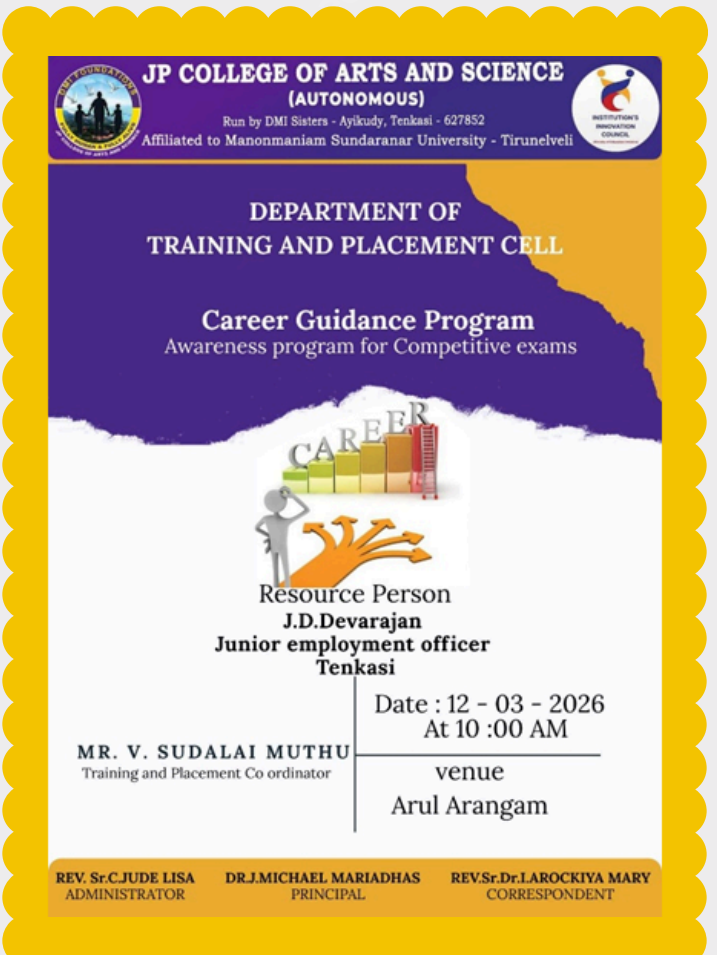 JP COLLEGE OF ARTS AND SCIENCE
(AUTONOMOUS)
Run by DMI Sisters - Ayikudy, Tenkasi - 627852
Affiliated to Manonmaniam Sundaranar University - Tirunelveli
DMI FOUNDATIONS
INSTITUTION'S
INNOVATION
COUNCIL
DEPARTMENT OF
TRAINING AND PLACEMENT CELL
Career Guidance Program
Awareness program for Competitive exams
CAREER
Resource Person
J.D.Devarajan
Junior employment officer
Tenkasi
Date : 12 - 03 - 2026
At 10 :00 AM
MR. V. SUDALAI MUTHU
Training and Placement Co ordinator
venue
Arul Arangam
REV. Sr.C.JUDE LISA
ADMINISTRATOR
DR.J.MICHAEL MARIADHAS
PRINCIPAL
REV.Sr.Dr.I.AROCKIYA MARY
CORRESPONDENT